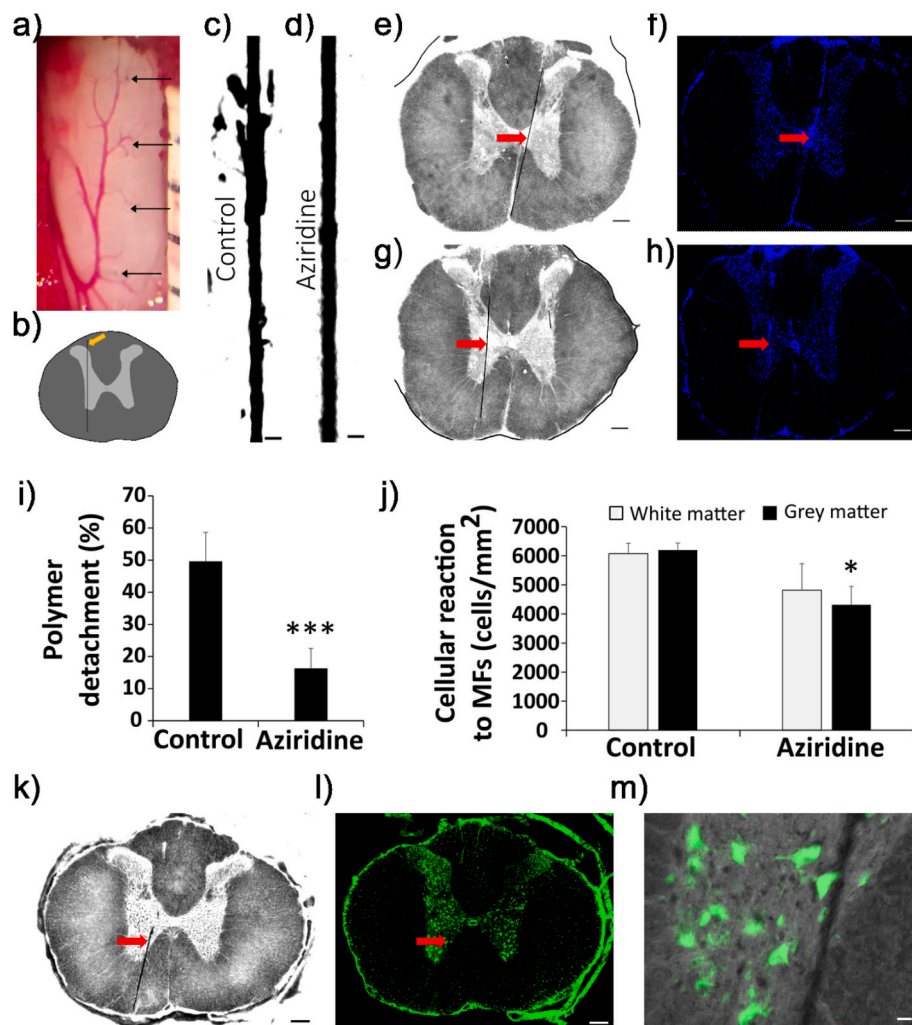 a)
c)
d)
e)
f)
Control
Aziridine
b)
g)
h)
i)
Polymer
detachment (%)
70
60
50
40
30
20
10
0
***
Control Aziridine
j)
Cellular reaction
to MFs (cells/mm²)
White matter Grey matter
7000
6000
5000
4000
3000
2000
1000
0
*
Control Aziridine
k)
l)
m)